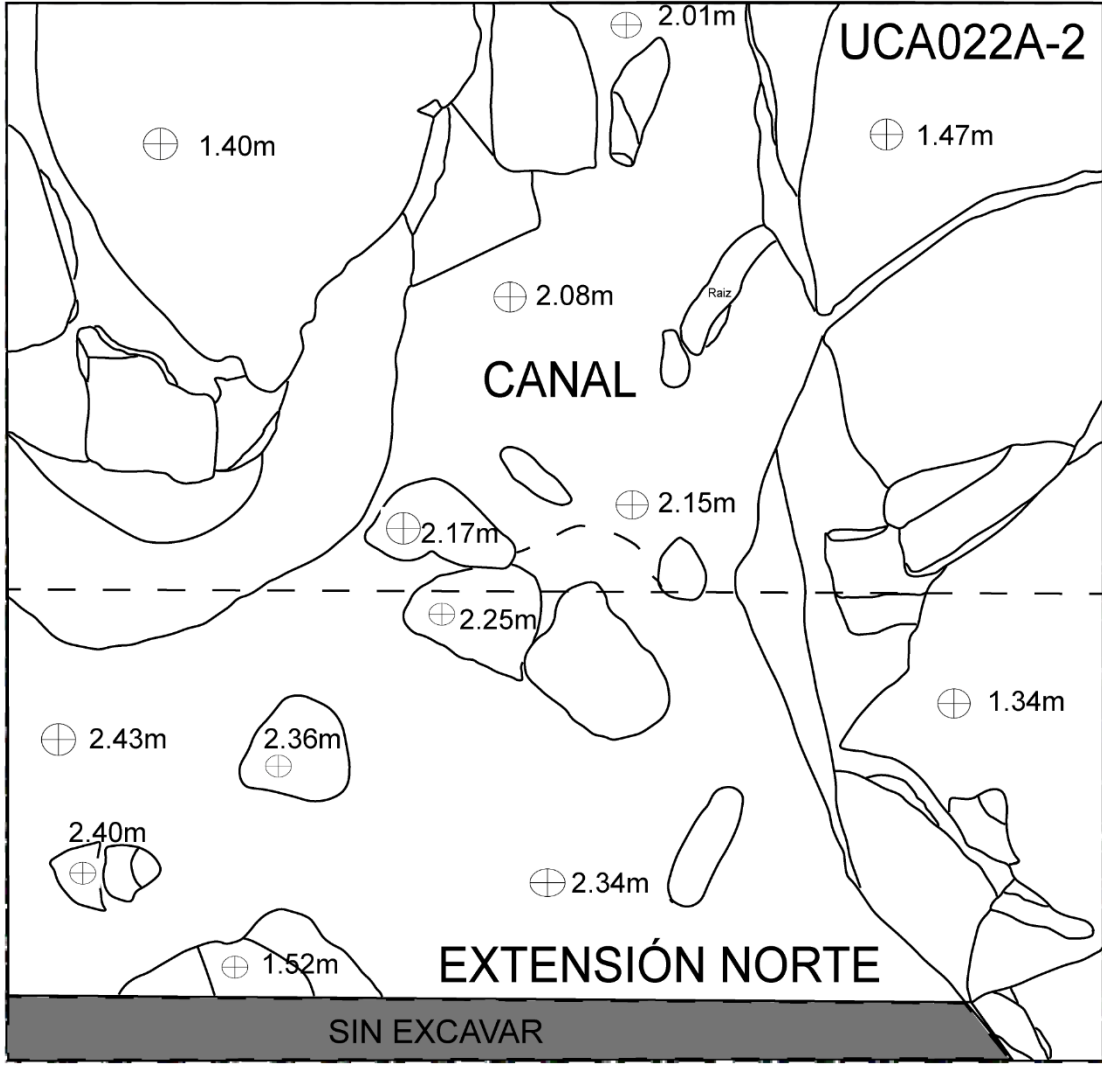 2.01m
UCA022A-2
1.40m
1.47m
Raiz
2.08m
CANAL
2.15m
2.17m
2.25m
1.34m
2.43m
2.36m
2.40m
2.34m
1.52m
EXTENSIÓN NORTE
SIN EXCAVAR